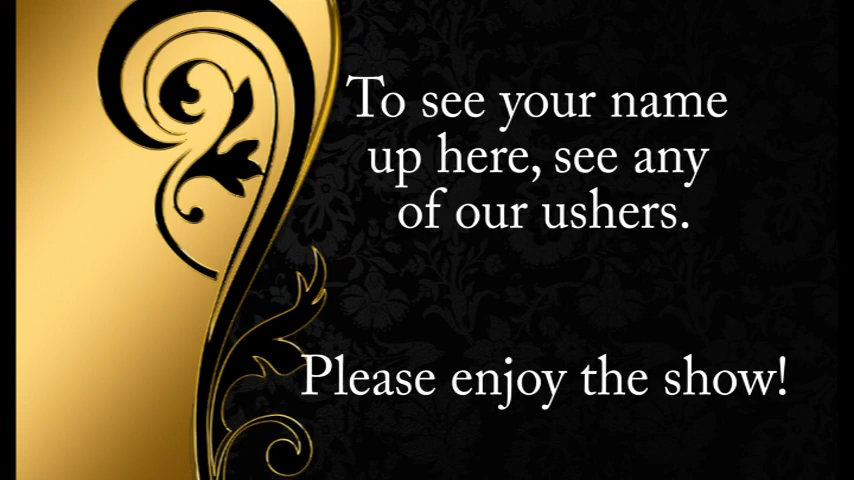 To see your name
up here, see any
of our ushers.
Please enjoy the show!